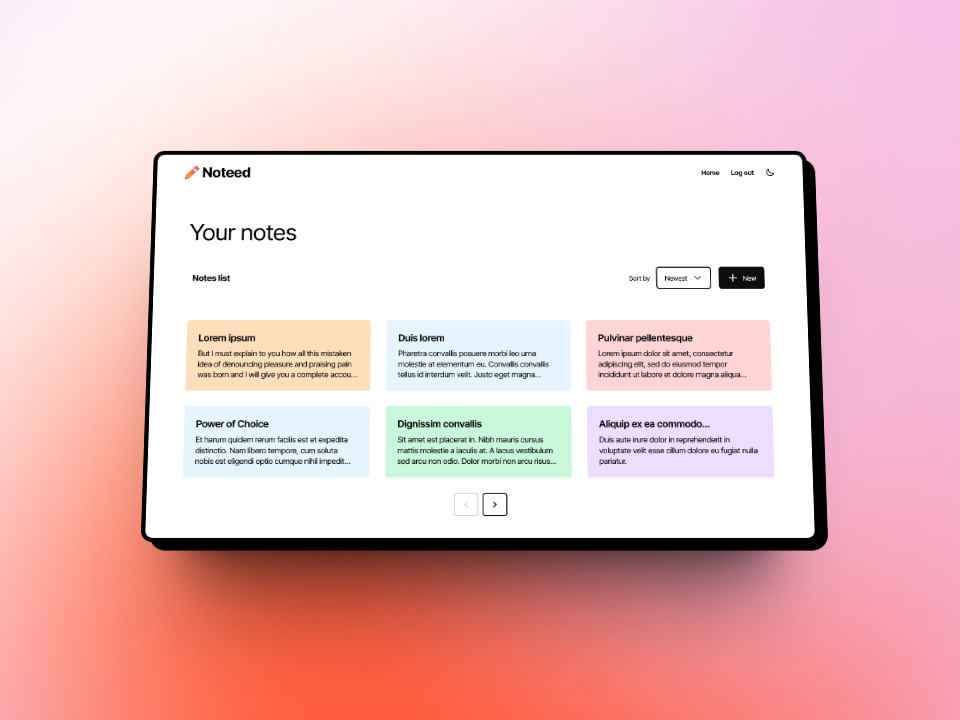 Noteed
Home
Log out
Your notes
Notes list
Sort by
Newest
New
Lorem ipsum
But I must explain to you how all this mistaken
idea of denouncing pleasure and praising pain
was born and I will give you a complete accou...
Duis lorem
Pharetra convallis posuere morbi leo urna
molestie at elementum eu. Convallis convallis
tellus id interdum velit. Justo eget magna...
Pulvinar pellentesque
Lorem ipsum dolor sit amet, consectetur
adipiscing elit, sed do eiusmod tempor
incididunt ut labore et dolore magna aliqua...
Power of Choice
Et harum quidem rerum facilis est et expedita
distinctio. Nam libero tempore, cum soluta
nobis est eligendi optio cumque nihil impedit...
Dignissim convallis
Sit amet est placerat in. Nibh mauris cursus
mattis molestie a iaculis at. A lacus vestibulum
sed arcu non odio. Dolor morbi non arcu risus...
Aliquip ex ea commodo...
Duis aute irure dolor in reprehenderit in
voluptate velit esse cillum dolore eu fugiat nulla
pariatur.